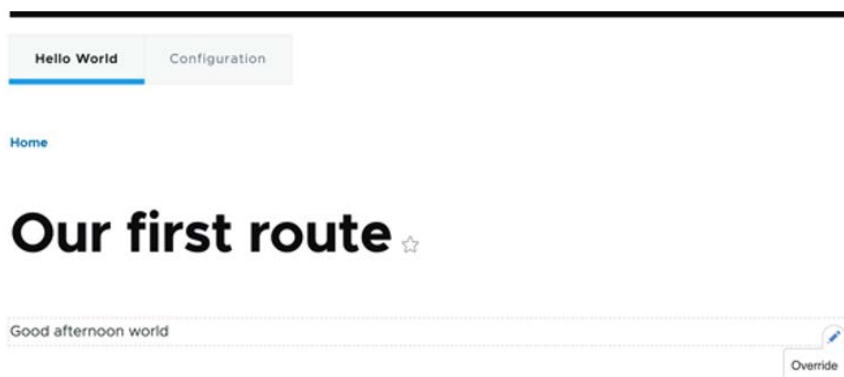 Hello World Configuration
Home
Our first route
Good afternoon world
Override